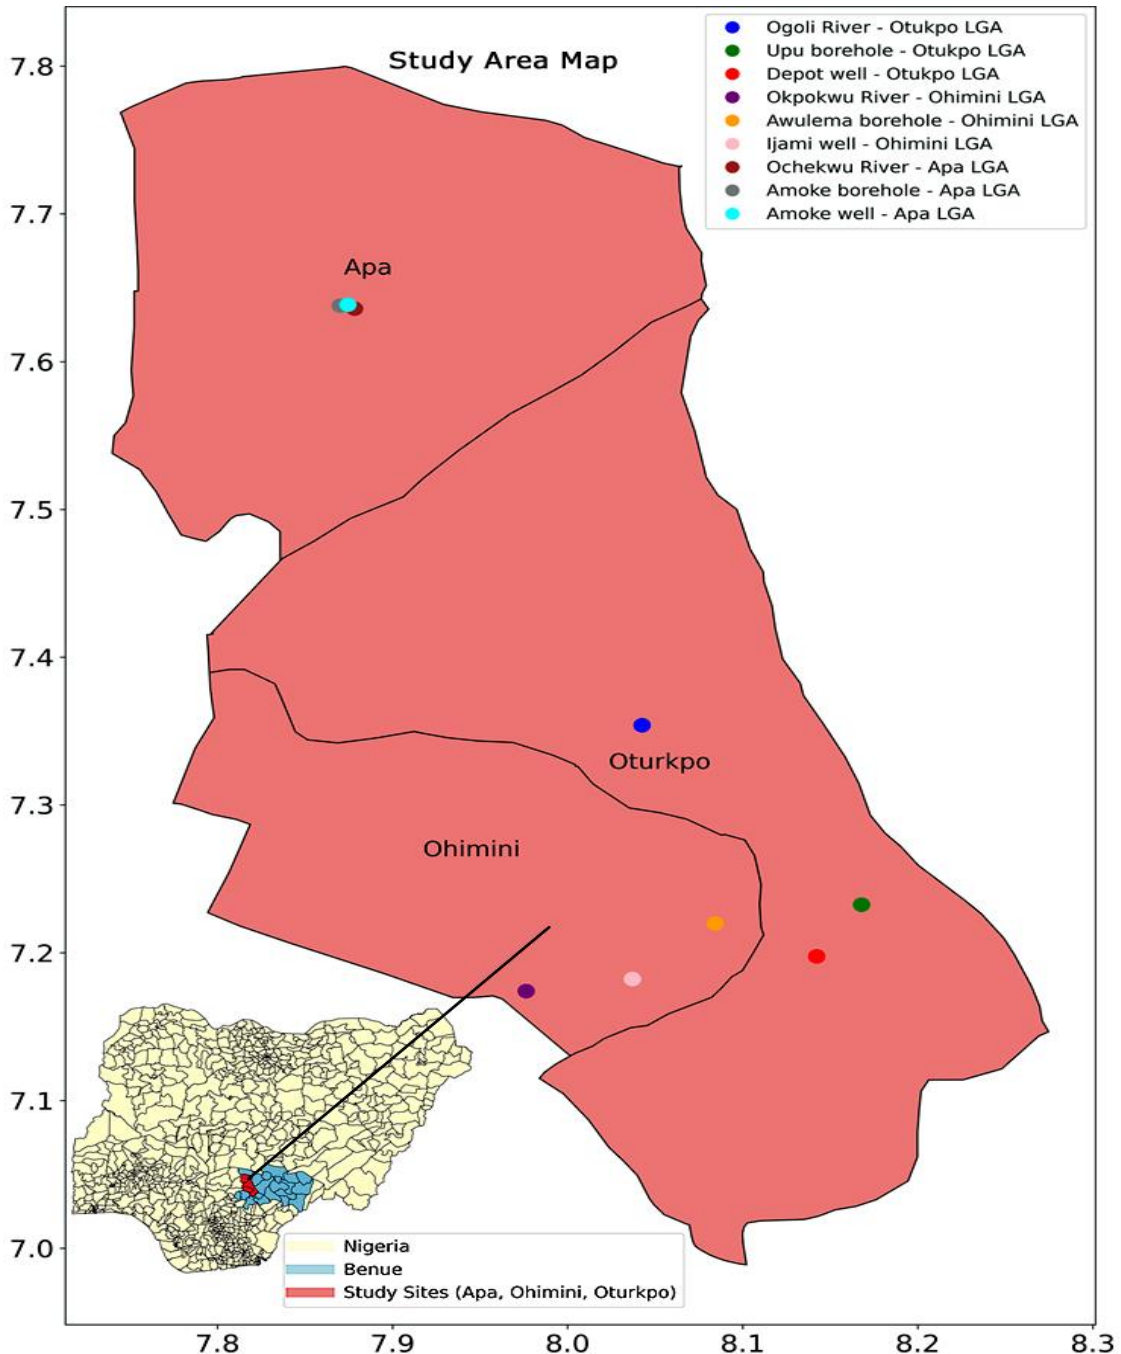 Study Area Map
Ogoli River - Otukpo LGA
Upu borehole - Otukpo LGA
Depot well - Otukpo LGA
Okpokwu River - Ohimini LGA
Awulema borehole - Ohimini LGA
Ijami well - Ohimini LGA
Ochekwu River - Apa LGA
Amoke borehole - Apa LGA
Amoke well - Apa LGA
7.8
7.7
7.6
7.5
7.4
7.3
7.2
7.1
7.0
Apa
Oturkpo
Ohimini
Nigeria
Benue
Study Sites (Apa, Ohimini, Oturkpo)
7.8
7.9
8.0
8.1
8.2
8.3